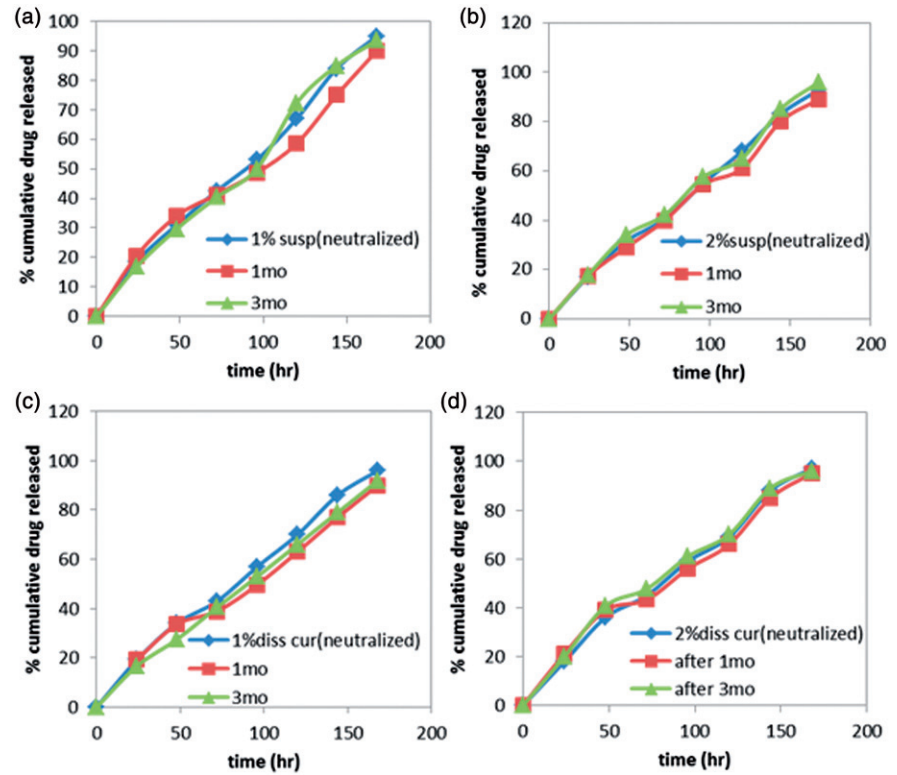 (a)
% cumulative drug released
100
90
80
70
60
50
40
30
20
10
0
1% susp(neutralized)
1mo
3mo
0 50 100 150 200
time (hr)
(b)
% cumulative drug released
120
100
80
60
40
20
0
2%susp(neutralized)
1mo
3mo
0 50 100 150 200
time (hr)
(c)
% cumulative drug released
120
100
80
60
40
20
0
1%diss cur(neutralized)
1mo
3mo
0 50 100 150 200
time (hr)
(d)
% cumulative drug released
120
100
80
60
40
20
0
2%diss cur(neutralized)
after 1mo
after 3mo
0 50 100 150 200
time (hr)